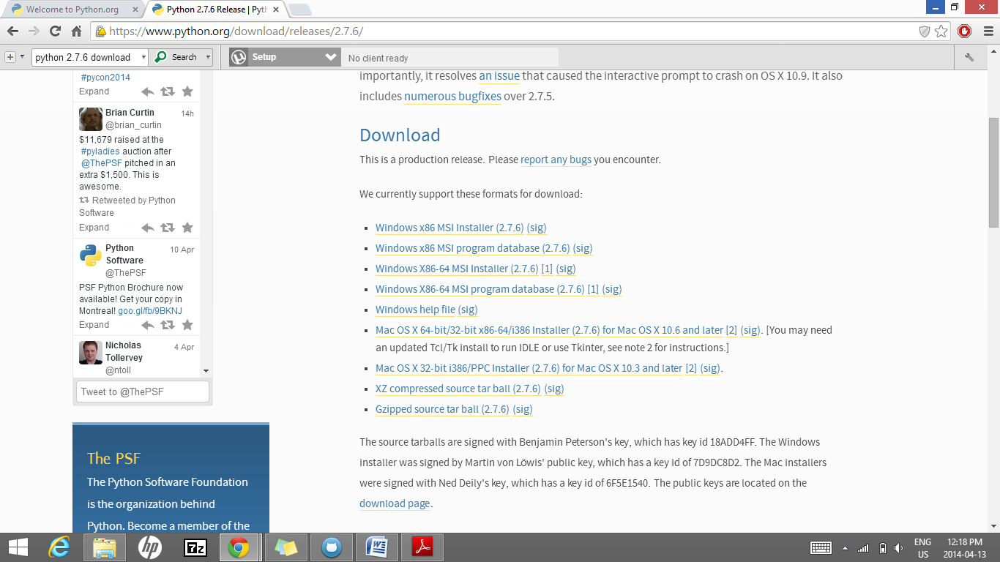 Welcome to Python.org
Python 2.7.6 Release | Pyth
https://www.python.org/download/releases/2.7.6/
python 2.7.6 download
Search
Setup
No client ready
#pycon2014
Expand
Brian Curtin
14h
@brian_curtin
$11,679 raised at the
#pyladies auction after
@ThePSF pitched in an
extra $1,500. This is
awesome.
Retweeted by Python
Software
Expand
Python
Software
10 Apr
@ThePSF
PSF Python Brochure now
available! Get your copy in
Montreal! goo.gl/fb/9BKNJ
Expand
Nicholas
Tollervey
4 Apr
@ntoll
Tweet to @ThePSF
The PSF
The Python Software Foundation
is the organization behind
Python. Become a member of the
importantly, it resolves an issue that caused the interactive prompt to crash on OS X 10.9. It also
includes numerous bugfixes over 2.7.5.
Download
This is a production release. Please report any bugs you encounter.
We currently support these formats for download:
Windows x86 MSI Installer (2.7.6) (sig)
Windows x86 MSI program database (2.7.6) (sig)
Windows X86-64 MSI Installer (2.7.6) [1] (sig)
Windows X86-64 MSI program database (2.7.6) [1] (sig)
Windows help file (sig)
Mac OS X 64-bit/32-bit x86-64/i386 Installer (2.7.6) for Mac OS X 10.6 and later [2] (sig). [You may need
an updated Tcl/Tk install to run IDLE or use Tkinter, see note 2 for instructions.]
Mac OS X 32-bit i386/PPC Installer (2.7.6) for Mac OS X 10.3 and later [2] (sig).
XZ compressed source tar ball (2.7.6) (sig)
Gzipped source tar ball (2.7.6) (sig)
The source tarballs are signed with Benjamin Peterson's key, which has key id 18ADD4FF. The Windows
installer was signed by Martin von Löwis' public key, which has a key id of 7D9DC8D2. The Mac installers
were signed with Ned Deily's key, which has a key id of 6F5E1540. The public keys are located on the
download page.
hp
7z
ENG
US
12:18 PM
2014-04-13